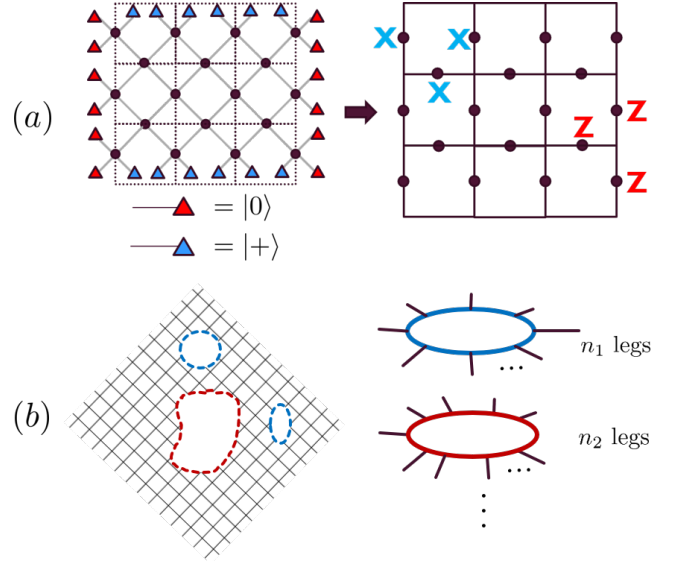 X X
X
(a)
Z Z
Z
= |0⟩
= |+⟩
(b)
n₁ legs
...
n₂ legs
...